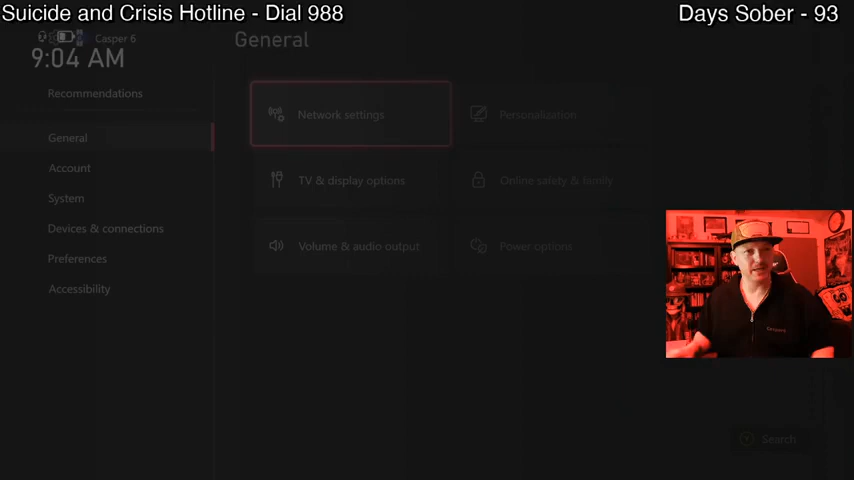 Suicide and Crisis Hotline - Dial 988
Days Sober - 93
Casper 6
9:04 AM
General
Recommendations
General
Account
System
Devices & connections
Preferences
Accessibility
Network settings
Personalization
TV & display options
Online safety & family
Volume & audio output
Power options
Search